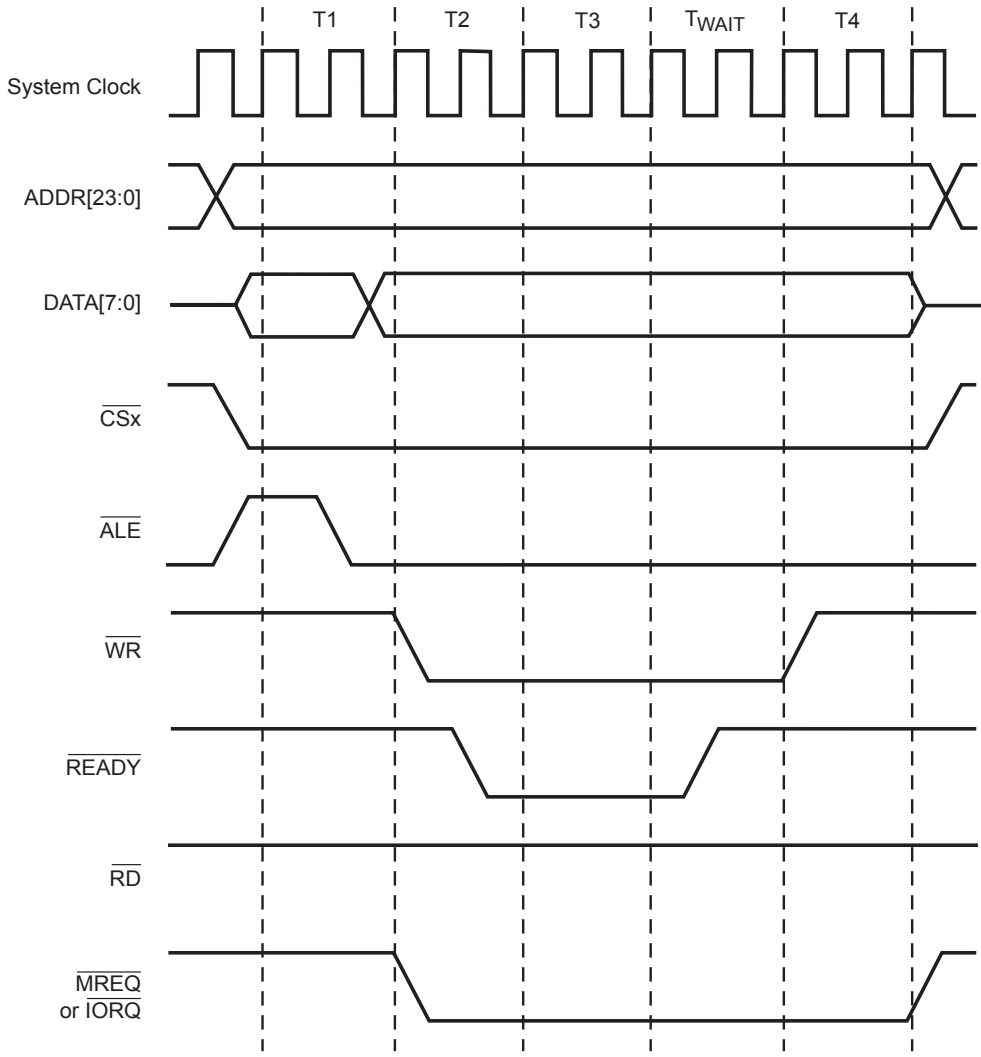 T1 T2 T3 TWAIT T4
System Clock
ADDR[23:0]
DATA[7:0]
CSx
ALE
WR
READY
RD
MREQ
or IORQ